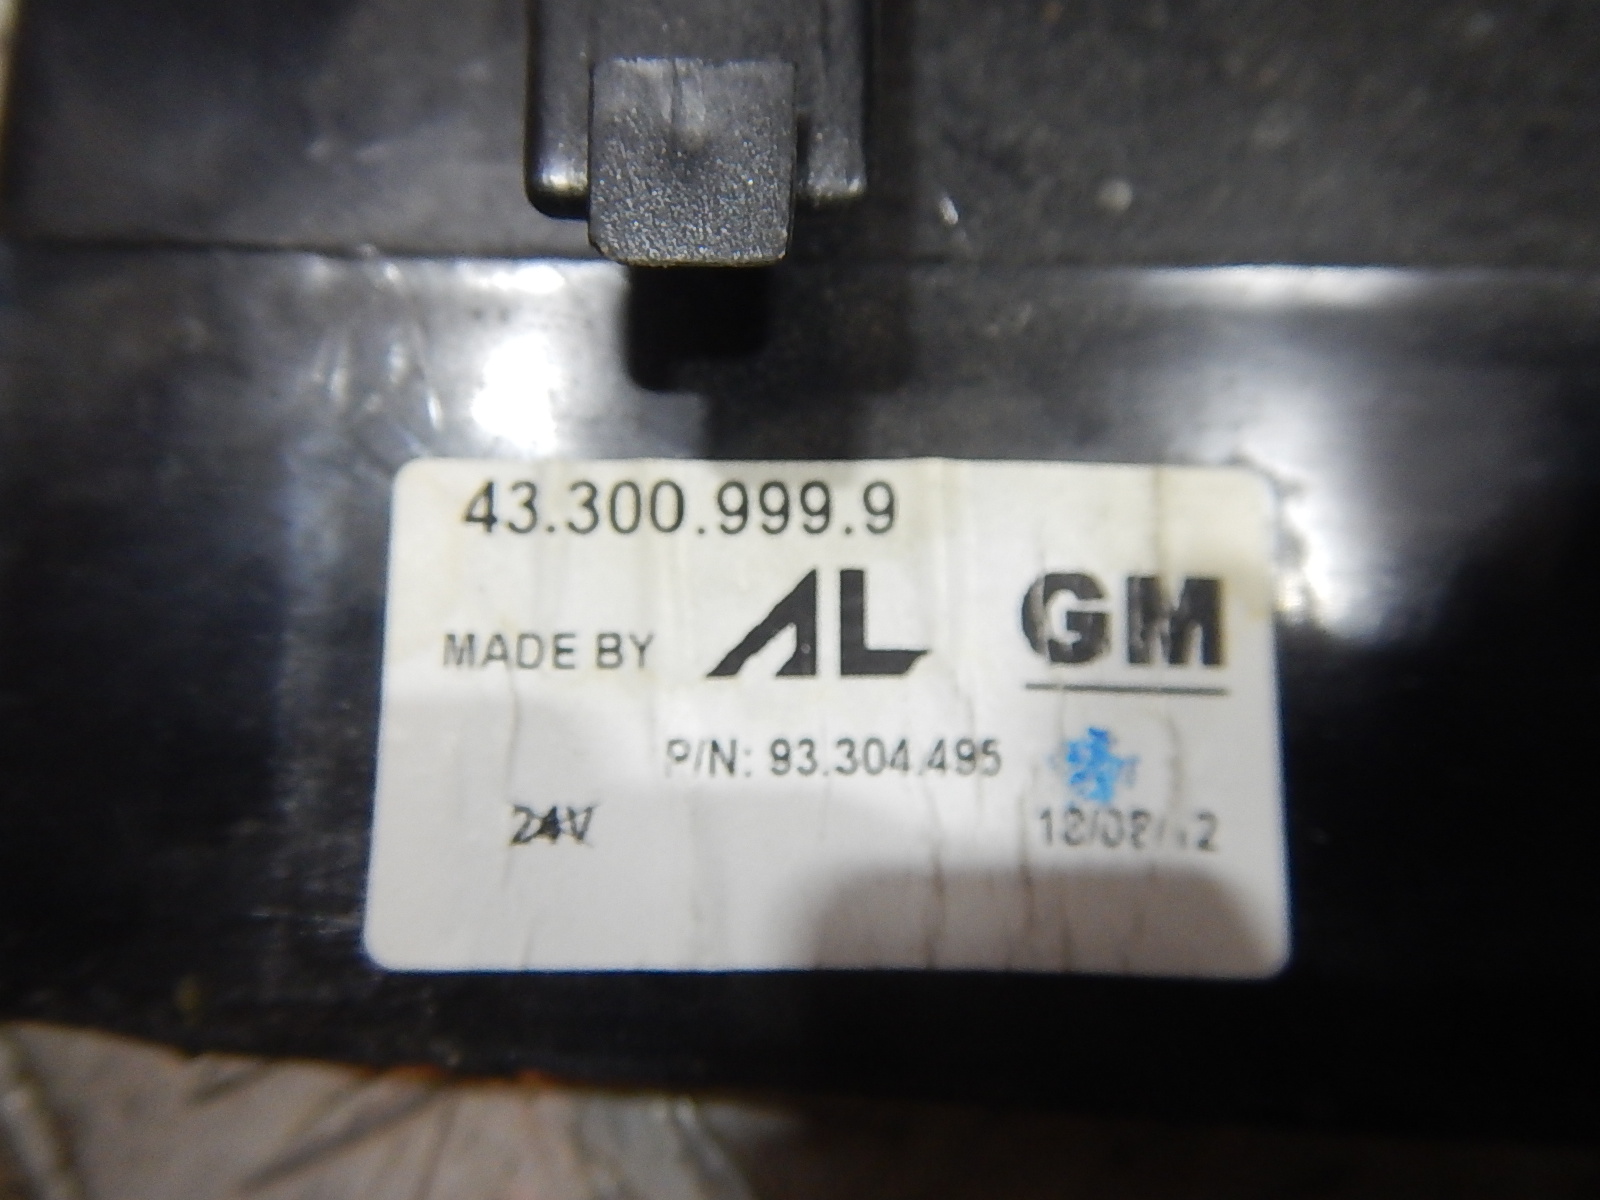 43.300.999.9
MADE BY AL GM
P/N: 93.304.495
24V